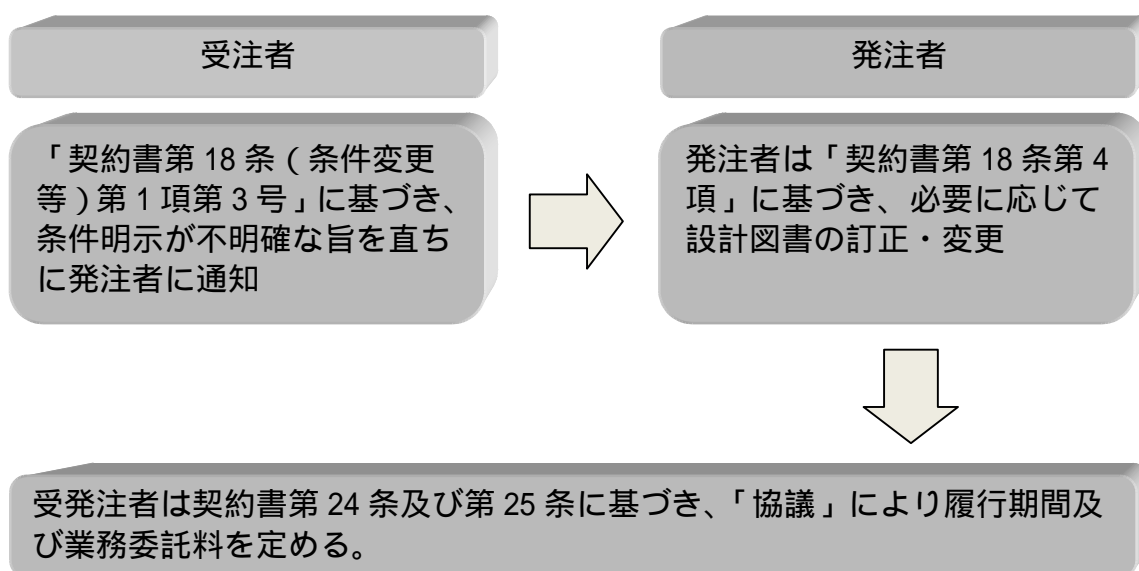 受注者
「契約書第 18 条（条件変更
等）第 1 項第 3 号」に基づき、
条件明示が不明確な旨を直ち
に発注者に通知
発注者
発注者は「契約書第 18 条第 4
項」に基づき、必要に応じて
設計図書の訂正・変更
受発注者は契約書第 24 条及び第 25 条に基づき、「協議」により履行期間及
び業務委託料を定める。